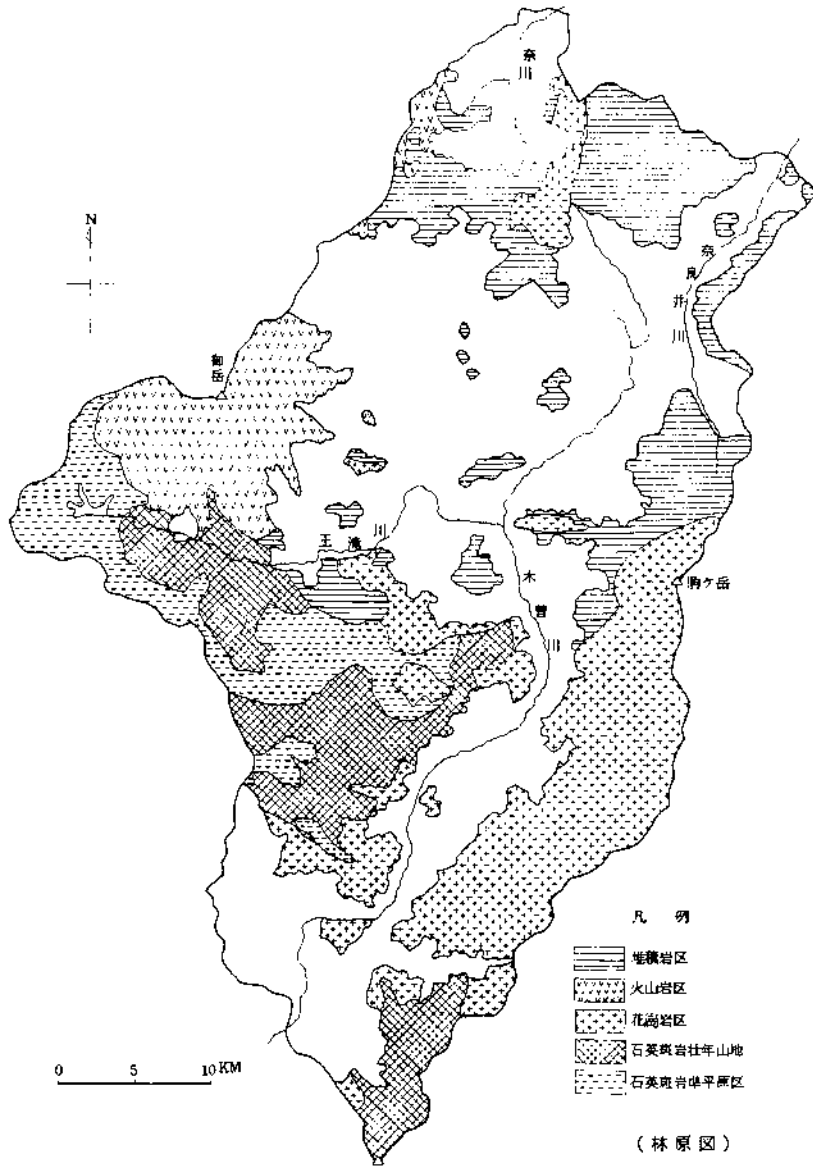 奈川
N
奈良井川
御岳
王滝川
木曽川
駒ケ岳
凡 例
堆積岩区
火山岩区
花崗岩区
石英斑岩壮年山地
石英斑岩準平原区
0 5 10 KM
(林原図)